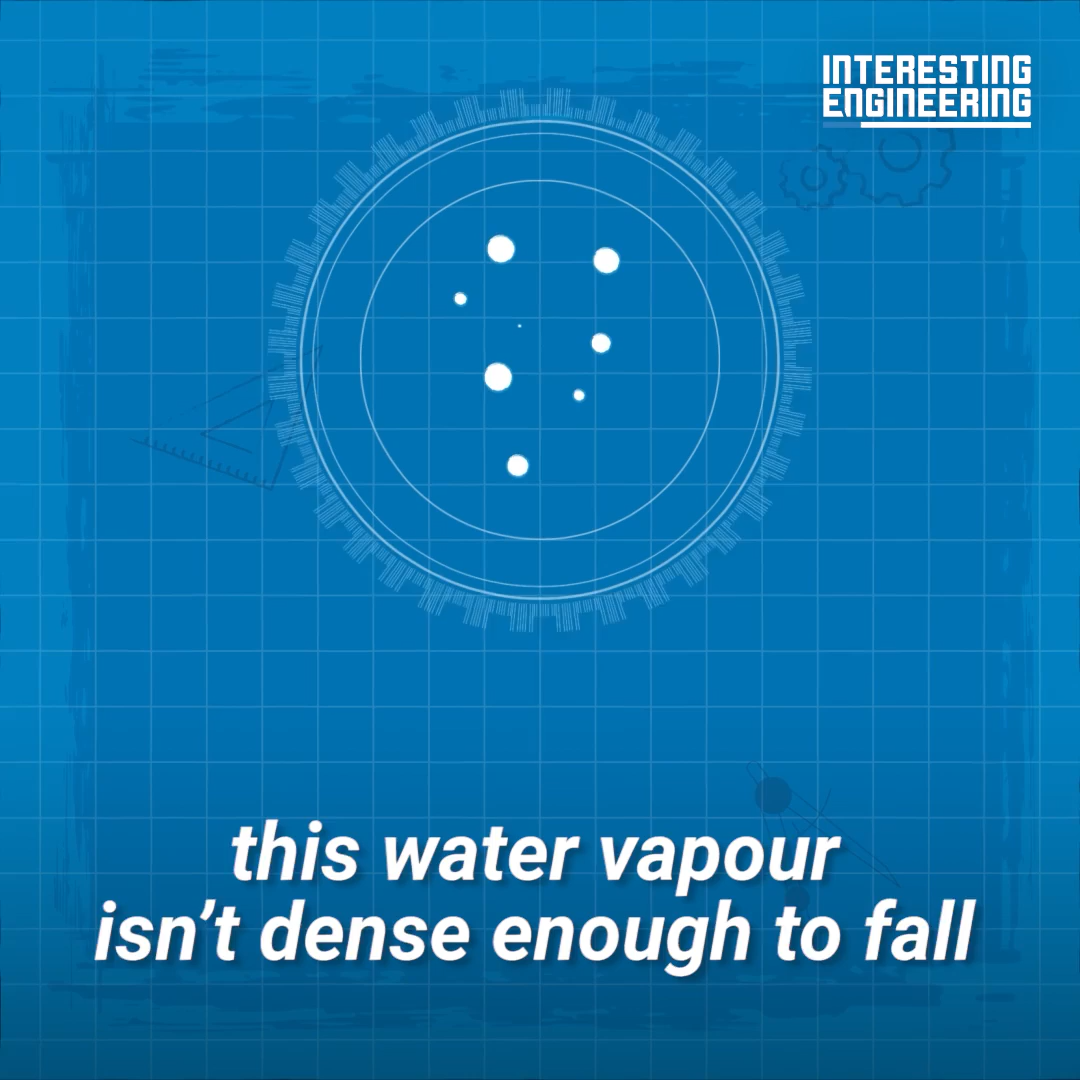 INTERESTING
ENGINEERING
this water vapour
isn’t dense enough to fall